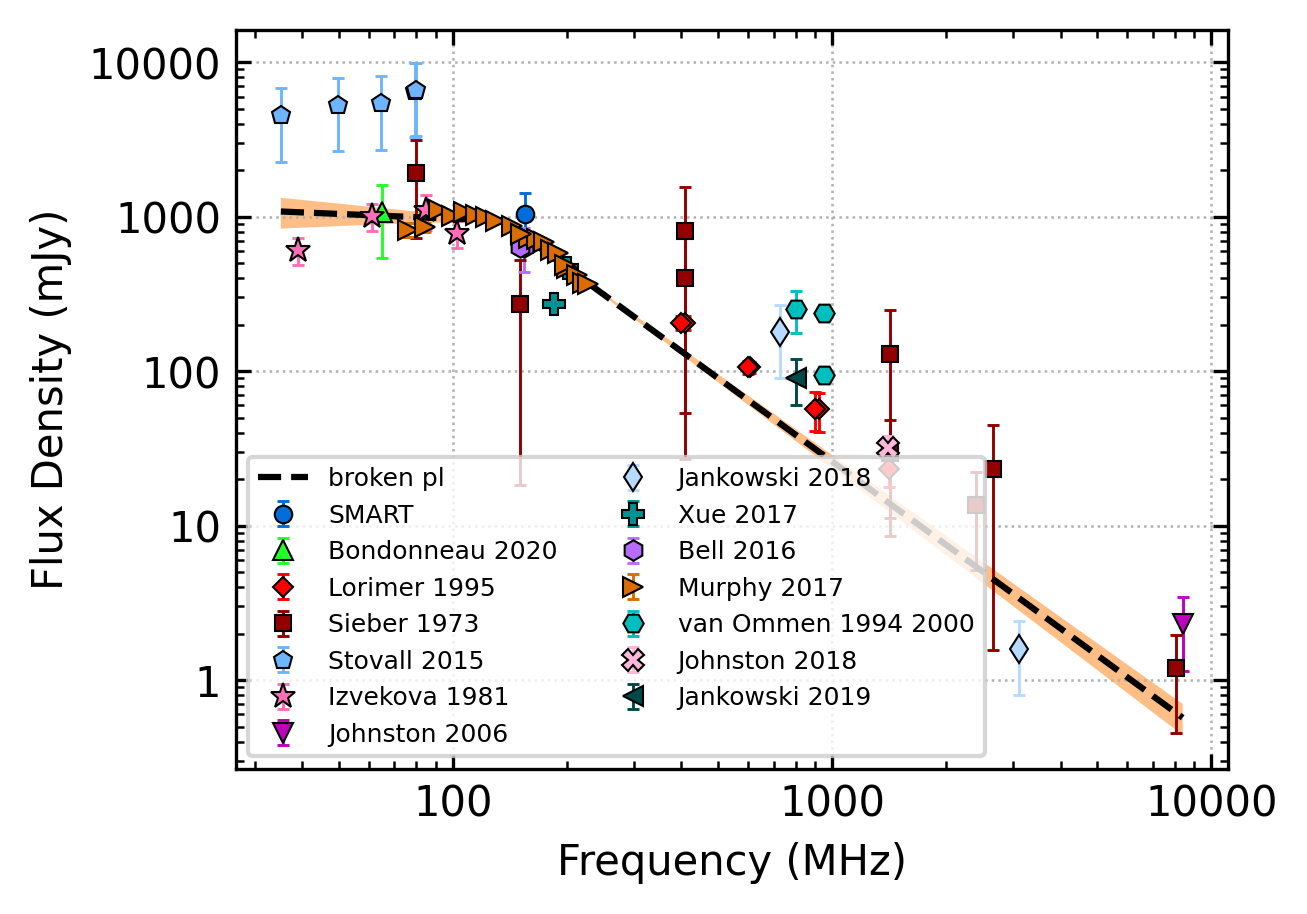 Flux Density (mJy)
10000
1000
100
10
1
broken pl
SMART
Bondonneau 2020
Lorimer 1995
Sieber 1973
Stovall 2015
Izvekova 1981
Johnston 2006
Jankowski 2018
Xue 2017
Bell 2016
Murphy 2017
van Ommen 1994 2000
Johnston 2018
Jankowski 2019
100
1000
10000
Frequency (MHz)